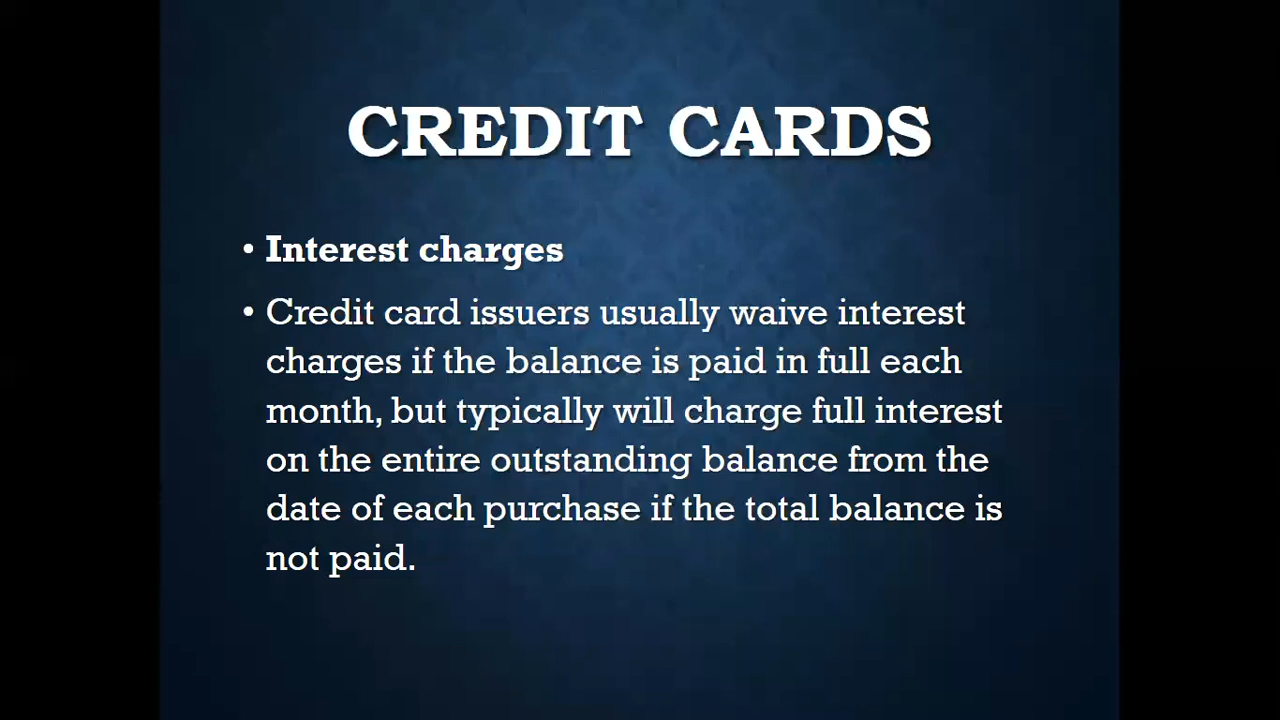 CREDIT CARDS
• Interest charges
• Credit card issuers usually waive interest
charges if the balance is paid in full each
month, but typically will charge full interest
on the entire outstanding balance from the
date of each purchase if the total balance is
not paid.